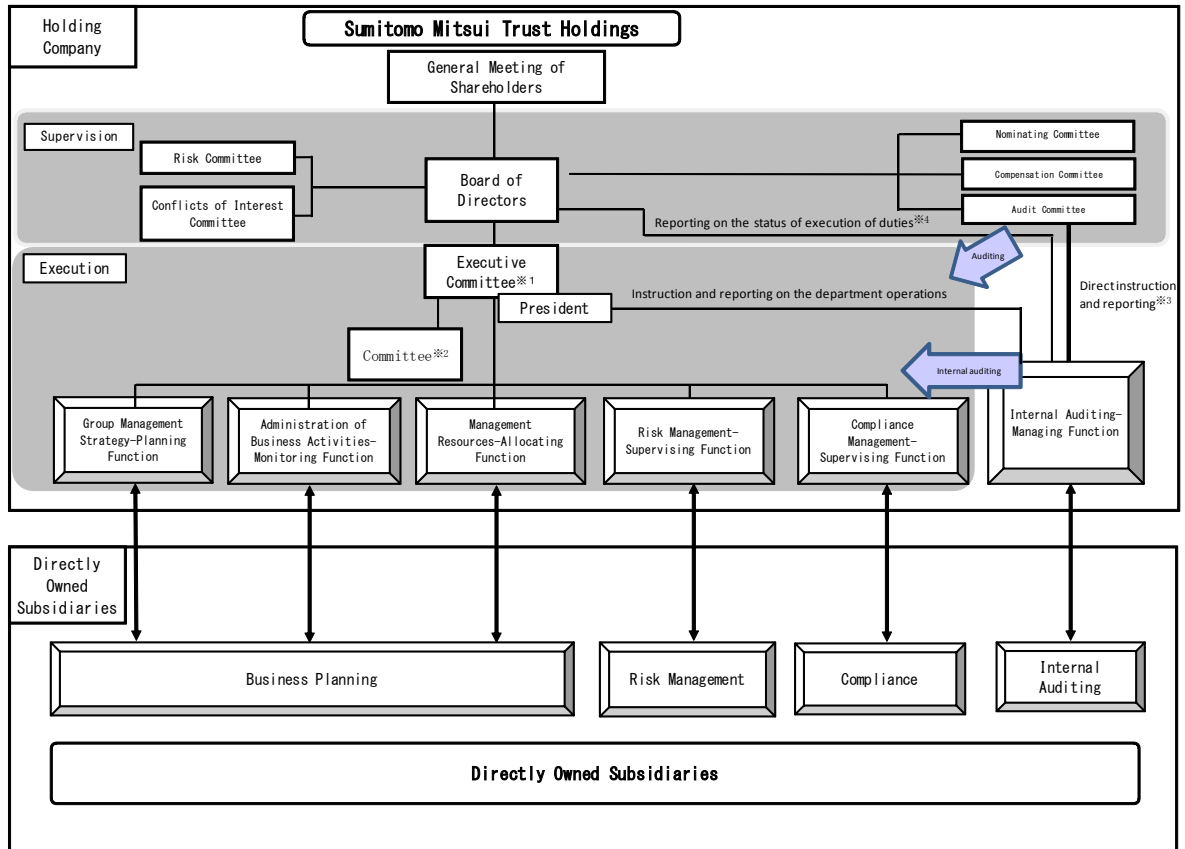 Holding
Company
Sumitomo Mitsui Trust Holdings
General Meeting of
Shareholders
Supervision
Risk Committee
Conflicts of Interest
Committee
Board of
Directors
Nominating Committee
Compensation Committee
Audit Committee
Reporting on the status of execution of duties※4
Execution
Executive
Committee※1
President
Committee※2
Instruction and reporting on the department operations
Auditing
Direct instruction
and reporting※3
Internal auditing
Group Management
Strategy-Planning
Function
Administration of
Business Activities-
Monitoring Function
Management
Resources-Allocating
Function
Risk Management-
Supervising Function
Compliance
Management-
Supervising Function
Internal Auditing-
Managing Function
Directly
Owned
Subsidiaries
Business Planning
Risk Management
Compliance
Internal
Auditing
Directly Owned Subsidiaries